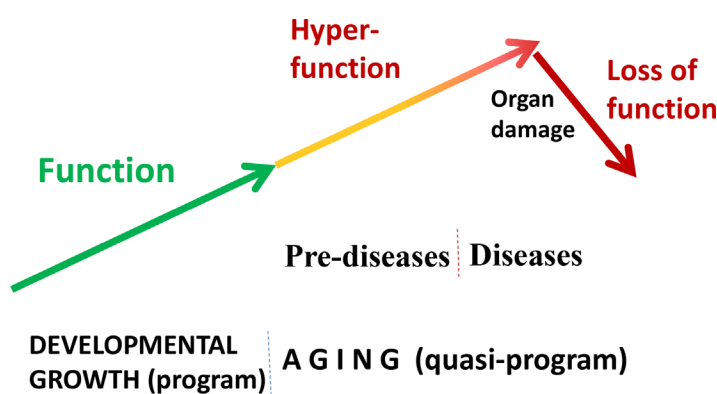 Hyper-
function
Loss of
function
Organ
damage
Function
Pre-diseases
Diseases
DEVELOPMENTAL
GROWTH (program)
A G I N G (quasi-program)